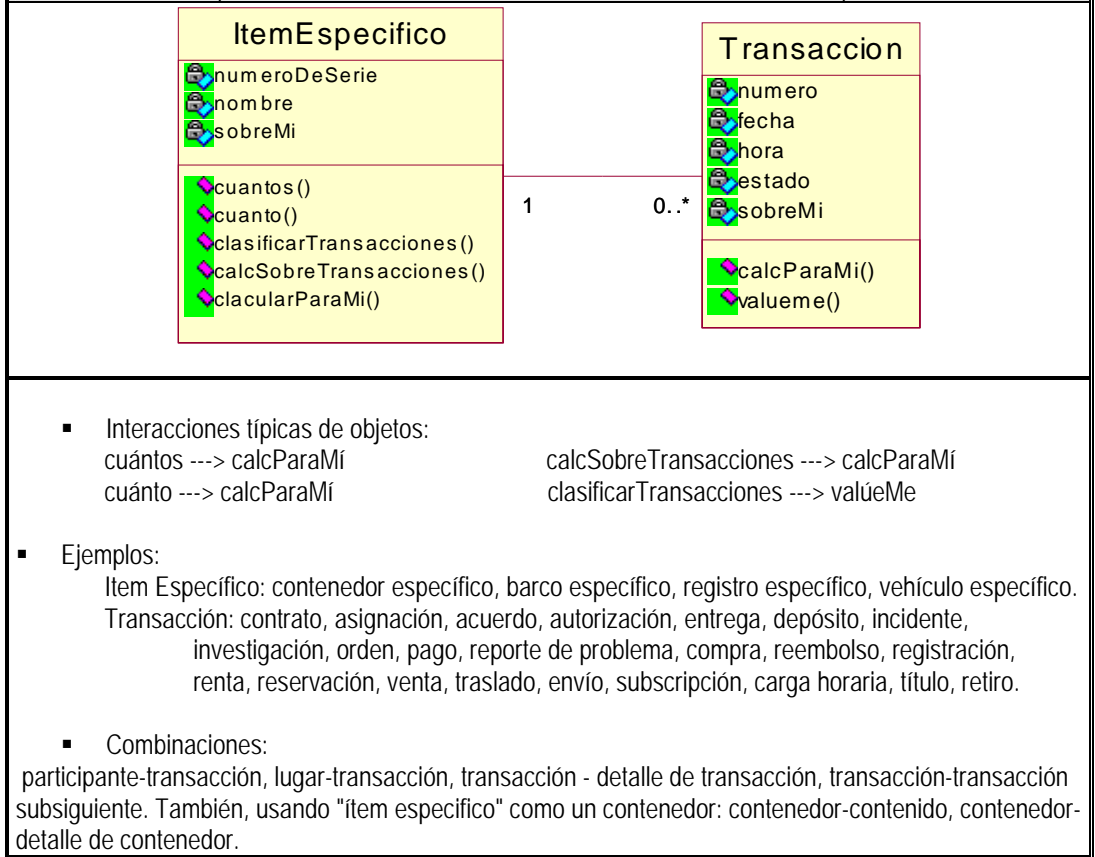 ItemEspecifico
numeroDeSerie
nombre
sobreMi
cuantos()
cuanto()
clasificarTransacciones()
calcSobreTransacciones()
clacularParaMi()
1 0..*
Transaccion
numero
fecha
hora
estado
sobreMi
calcParaMi()
valueme()
▪ Interacciones típicas de objetos:
cuántos ---> calcParaMí calcSobreTransacciones ---> calcParaMí
cuánto ---> calcParaMí clasificarTransacciones ---> valúeMe
▪ Ejemplos:
Item Específico: contenedor específico, barco específico, registro específico, vehículo específico.
Transacción: contrato, asignación, acuerdo, autorización, entrega, depósito, incidente,
investigación, orden, pago, reporte de problema, compra, reembolso, registración,
renta, reservación, venta, traslado, envío, subscripción, carga horaria, título, retiro.
▪ Combinaciones:
participante-transacción, lugar-transacción, transacción - detalle de transacción, transacción-transacción
subsiguiente. También, usando "ítem especifico" como un contenedor: contenedor-contenido, contenedor-
detalle de contenedor.